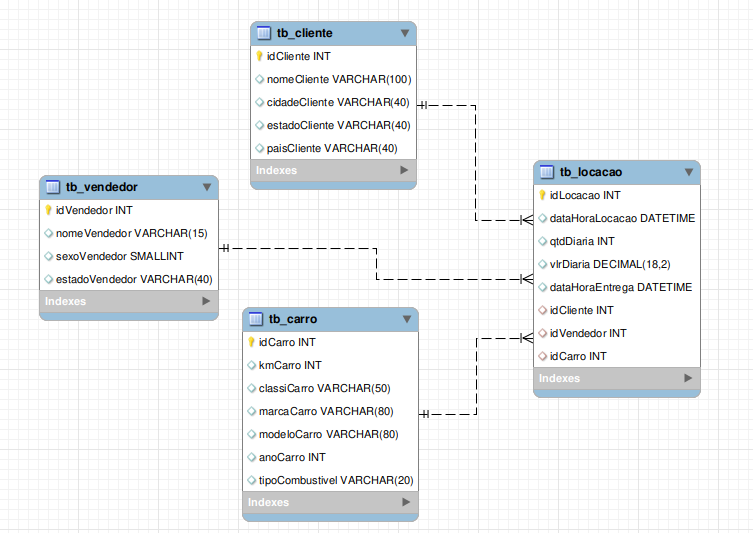 tb_cliente
idCliente INT
nomeCliente VARCHAR(100)
cidadeCliente VARCHAR(40)
estadoCliente VARCHAR(40)
paisCliente VARCHAR(40)
Indexes
tb_vendedor
idVendedor INT
nomeVendedor VARCHAR(15)
sexoVendedor SMALLINT
estadoVendedor VARCHAR(40)
Indexes
tb_locacao
idLocacao INT
dataHoraLocacao DATETIME
qtdDiaria INT
vlrDiaria DECIMAL(18,2)
dataHoraEntrega DATETIME
idCliente INT
idVendedor INT
idCarro INT
Indexes
tb_carro
idCarro INT
kmCarro INT
classiCarro VARCHAR(50)
marcaCarro VARCHAR(80)
modeloCarro VARCHAR(80)
anoCarro INT
tipoCombustivel VARCHAR(20)
Indexes